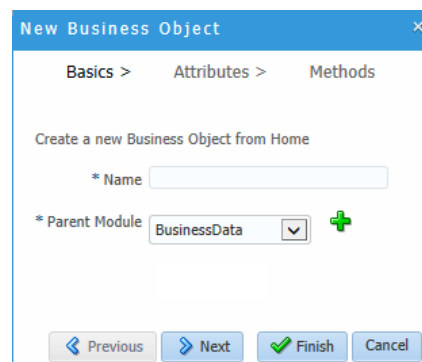 New Business Object
Basics > Attributes > Methods
Create a new Business Object from Home
* Name
* Parent Module BusinessData
Previous Next Finish Cancel